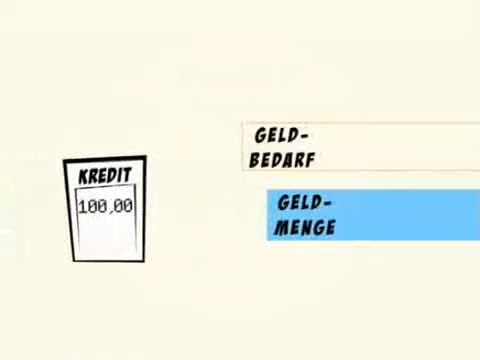 KREDIT
100,00
GELD-
BEDARF
GELD-
MENGE